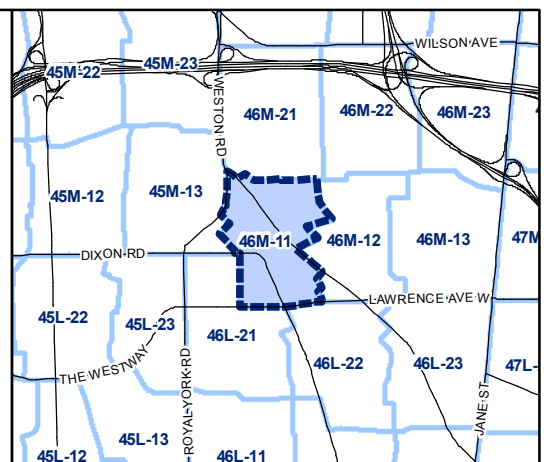 WILSON AVE
45M-22
45M-23
WESTON RD
46M-21
46M-22
46M-23
45M-12
45M-13
46M-11
46M-12
46M-13
47M
DIXON RD
LAWRENCE AVE W
45L-22
45L-23
46L-21
46L-22
46L-23
47L-
THE WESTWAY
ROYAL YORK RD
JANE ST
45L-13
45L-12
46L-11